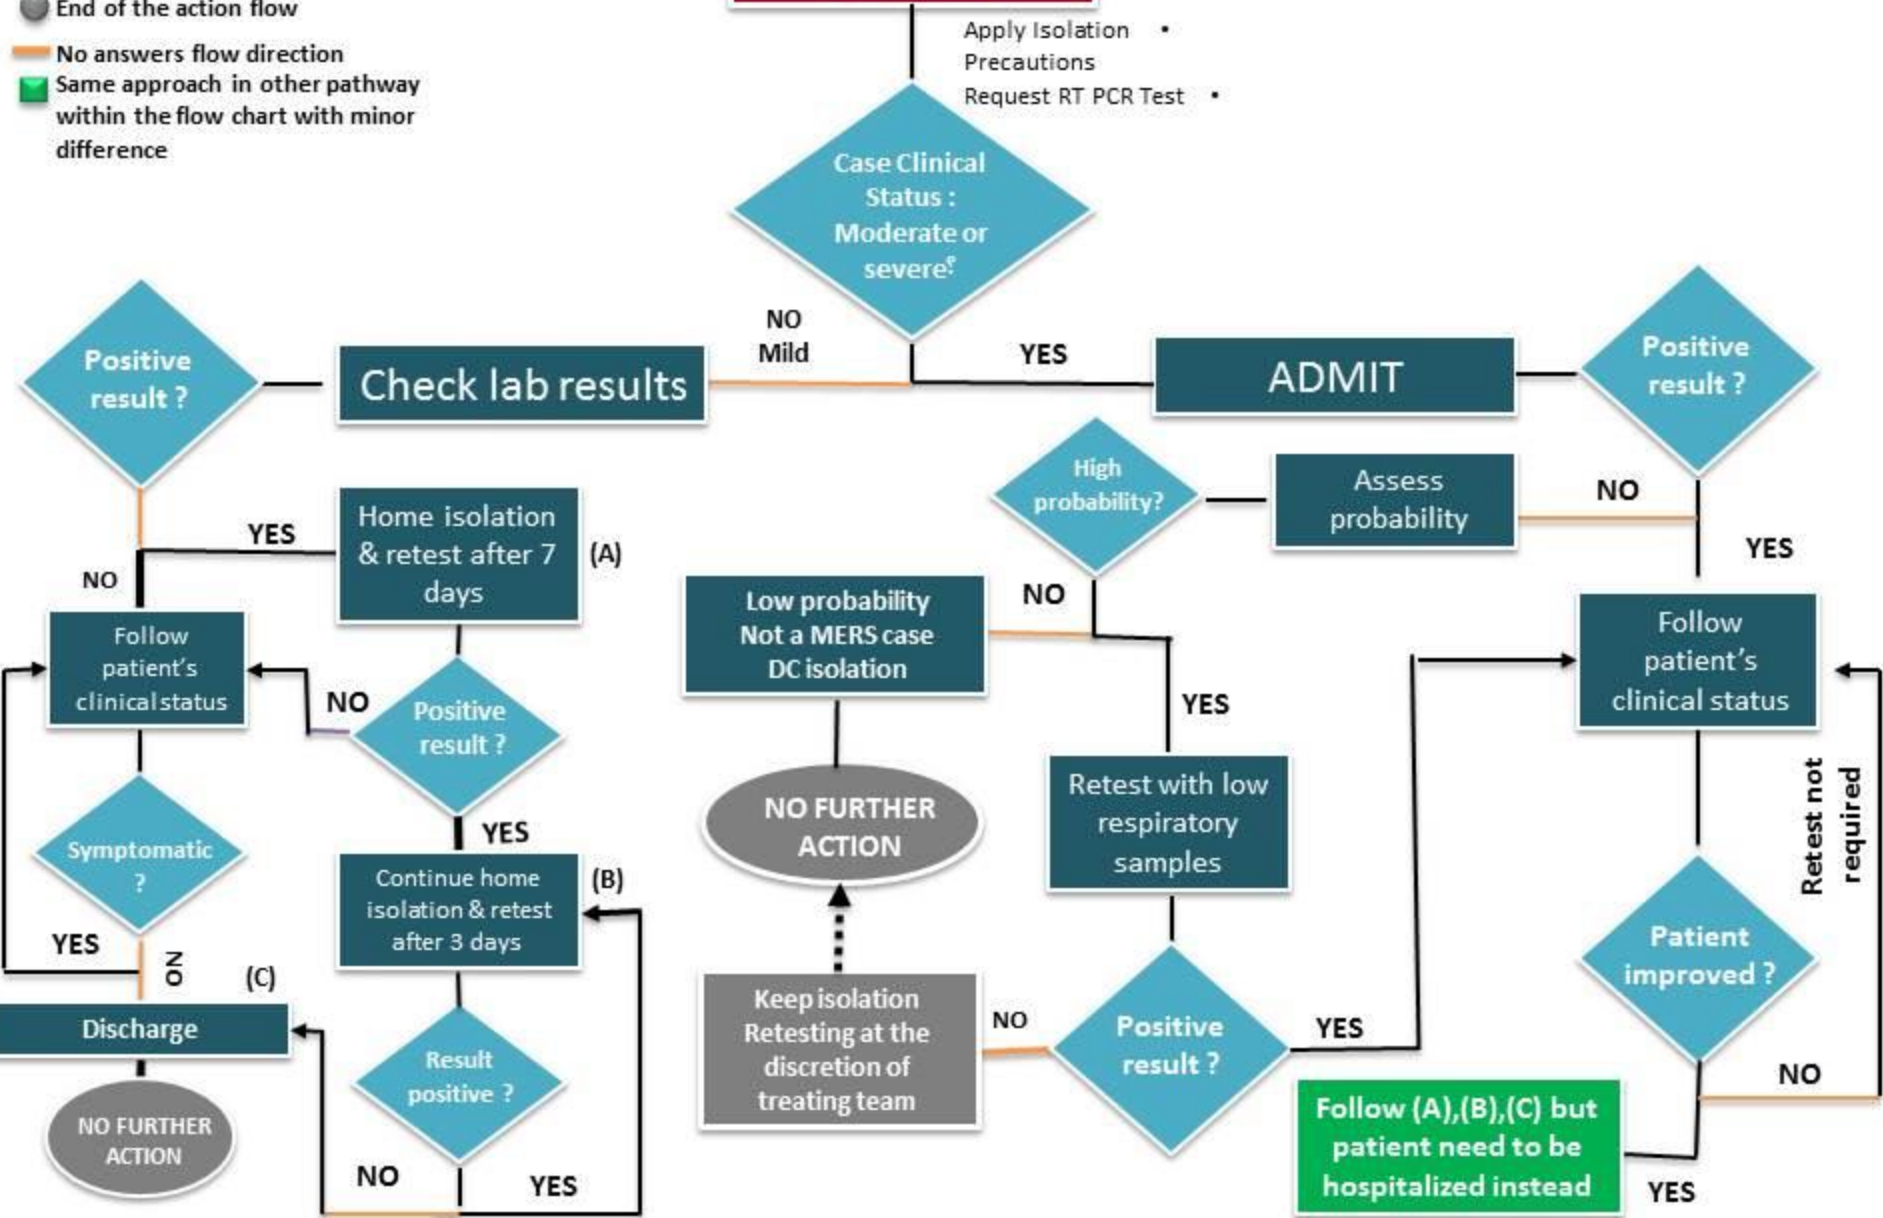 End of the action flow
No answers flow direction
Same approach in other pathway
within the flow chart with minor
difference
Apply Isolation •
Precautions
Request RT PCR Test •
Case Clinical
Status :
Moderate or
severe؟
NO
Mild
YES
Check lab results
Positive
result ?
ADMIT
Positive
result ?
NO
YES
Assess
probability
High
probability?
YES
NO
Home isolation
& retest after 7
days
(A)
Follow
patient's
clinical status
NO
Positive
result ?
YES
Symptomatic
?
YES
NO
Continue home
isolation & retest
after 3 days
(B)
(C)
Discharge
NO FURTHER
ACTION
Result
positive ?
NO
YES
NO
Low probability
Not a MERS case
DC isolation
YES
NO FURTHER
ACTION
Retest with low
respiratory
samples
Keep isolation
Retesting at the
discretion of
treating team
NO
Positive
result ?
YES
Follow
patient's
clinical status
Retest not
required
Patient
improved ?
NO
YES
Follow (A),(B),(C) but
patient need to be
hospitalized instead